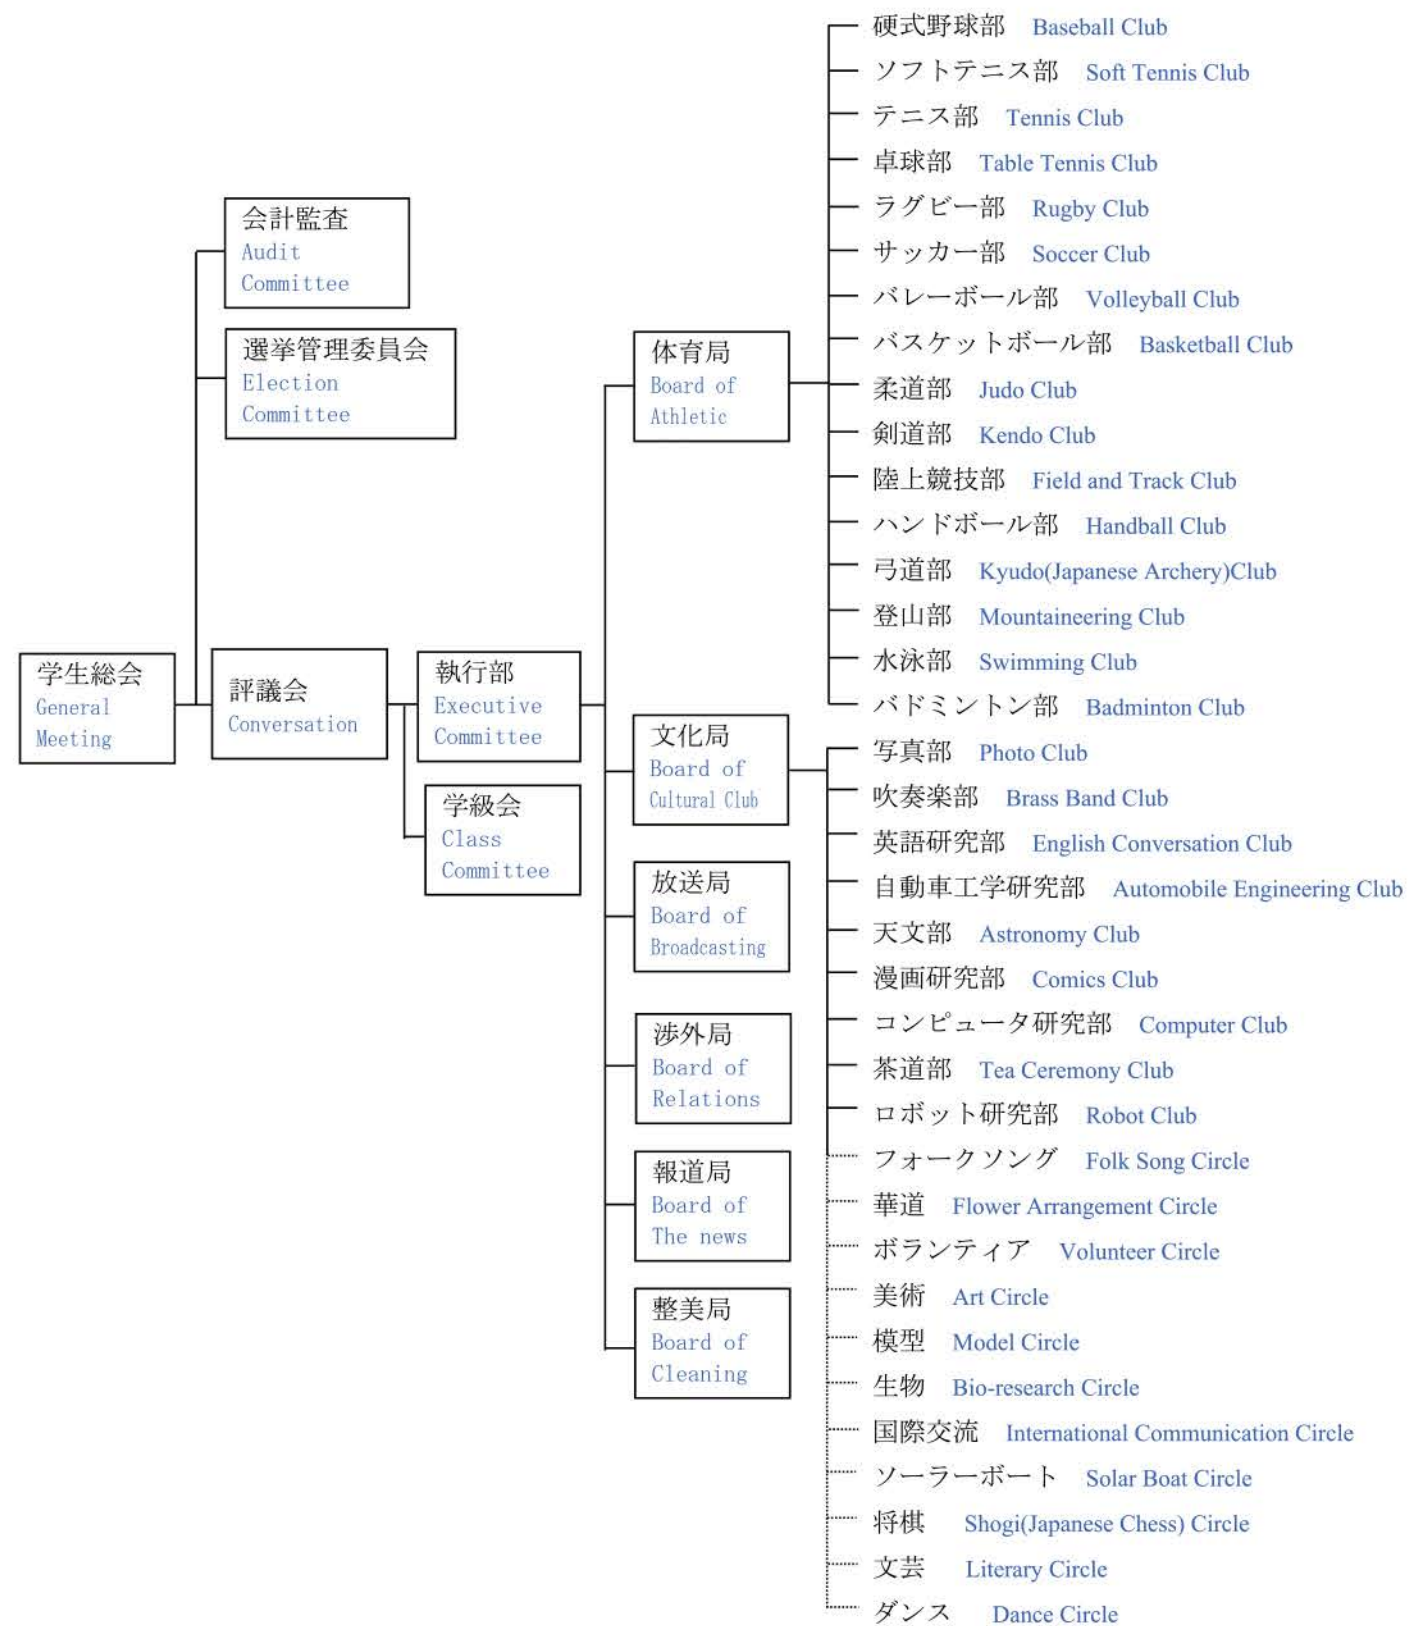 会計監査
Audit
Committee
選挙管理委員会
Election
Committee
学生総会
General
Meeting
評議会
Conversation
執行部
Executive
Committee
学級会
Class
Committee
体育局
Board of
Athletic
文化局
Board of
Cultural Club
放送局
Board of
Broadcasting
渉外局
Board of
Relations
報道局
Board of
The news
整美局
Board of
Cleaning
硬式野球部 Baseball Club
ソフトテニス部 Soft Tennis Club
テニス部 Tennis Club
卓球部 Table Tennis Club
ラグビー部 Rugby Club
サッカー部 Soccer Club
バレーボール部 Volleyball Club
バスケットボール部 Basketball Club
柔道部 Judo Club
剣道部 Kendo Club
陸上競技部 Field and Track Club
ハンドボール部 Handball Club
弓道部 Kyudo(Japanese Archery)Club
登山部 Mountaineering Club
水泳部 Swimming Club
バドミントン部 Badminton Club
写真部 Photo Club
吹奏楽部 Brass Band Club
英語研究部 English Conversation Club
自動車工学研究部 Automobile Engineering Club
天文部 Astronomy Club
漫画研究部 Comics Club
コンピュータ研究部 Computer Club
茶道部 Tea Ceremony Club
ロボット研究部 Robot Club
フォークソング Folk Song Circle
華道 Flower Arrangement Circle
ボランティア Volunteer Circle
美術 Art Circle
模型 Model Circle
生物 Bio-research Circle
国際交流 International Communication Circle
ソーラーボート Solar Boat Circle
将棋 Shogi(Japanese Chess) Circle
文芸 Literary Circle
ダンス Dance Circle